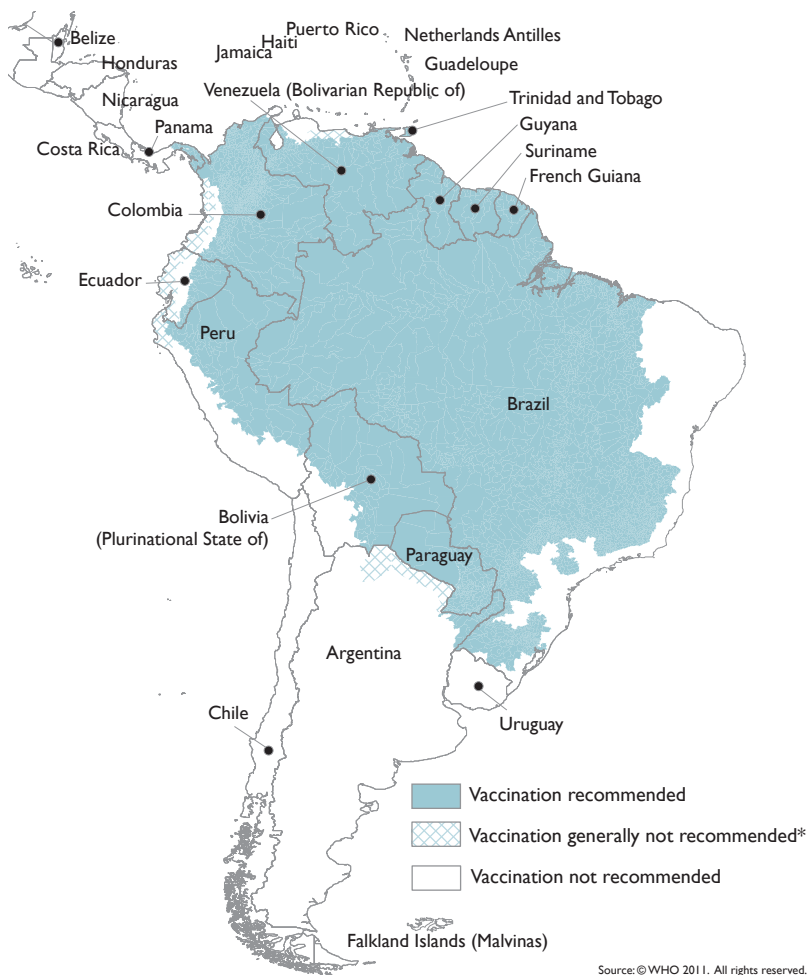 Belize
Puerto Rico
Haiti
Jamaica
Netherlands Antilles
Honduras
Guadeloupe
Nicaragua
Venezuela (Bolivarian Republic of)
Trinidad and Tobago
Panama
Guyana
Costa Rica
Suriname
French Guiana
Colombia
Ecuador
Peru
Brazil
Bolivia
(Plurinational State of)
Paraguay
Argentina
Chile
Uruguay
Vaccination recommended
Vaccination generally not recommended*
Vaccination not recommended
Falkland Islands (Malvinas)
Source: © WHO 2011. All rights reserved.